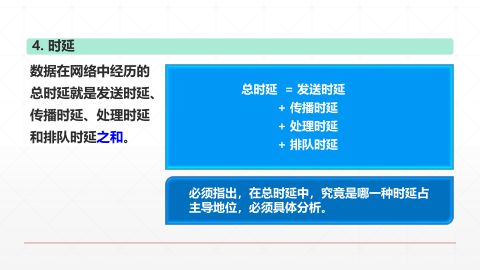 4. 时延
数据在网络中经历的
总时延就是发送时延、
传播时延、处理时延
和排队时延之和。
总时延 = 发送时延
+ 传播时延
+ 处理时延
+ 排队时延
必须指出，在总时延中，究竟是哪一种时延占
主导地位，必须具体分析。